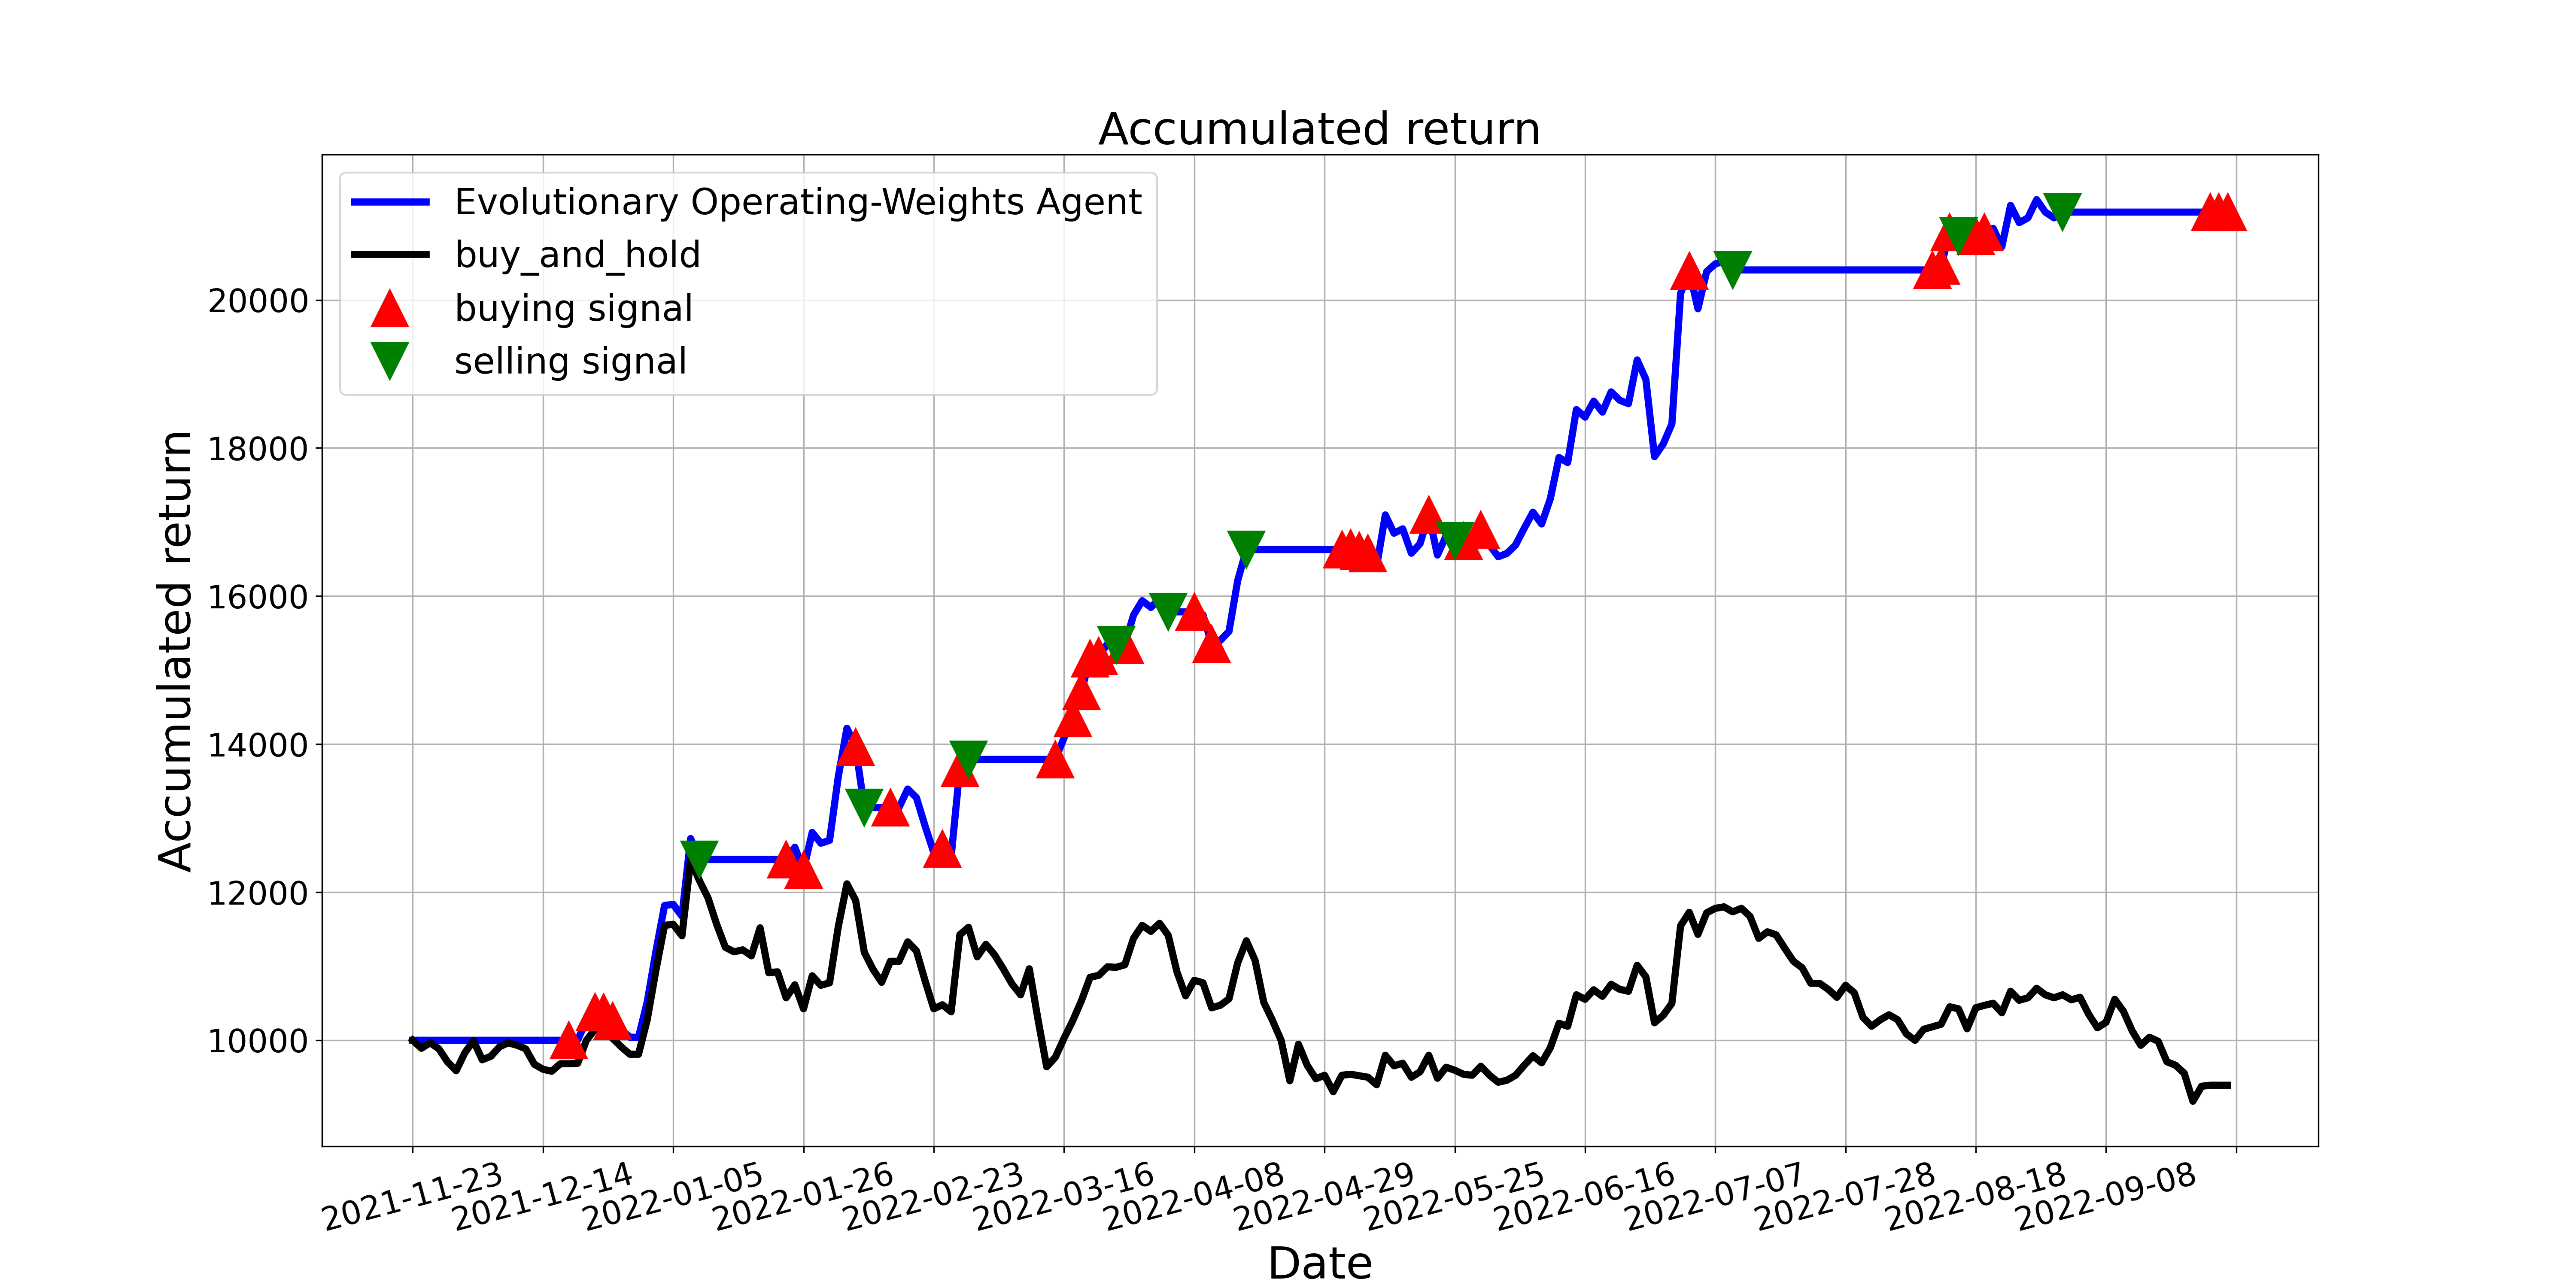 Accumulated return
Evolutionary Operating-Weights Agent
buy_and_hold
buying signal
selling signal
Accumulated return
20000
18000
16000
14000
12000
10000
2021-11-23
2021-12-14
2022-01-05
2022-01-26
2022-02-23
2022-03-16
2022-04-08
2022-04-29
2022-05-25
2022-06-16
2022-07-07
2022-07-28
2022-08-18
2022-09-08
Date